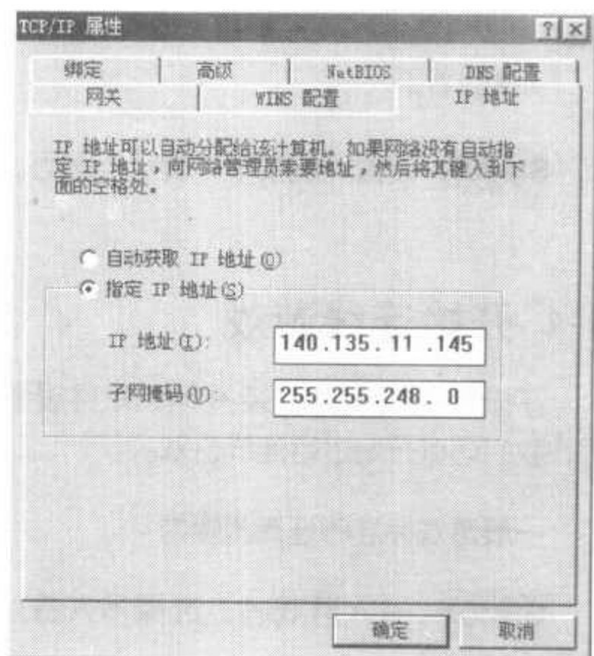 TCP/IP 属性
绑定 高级 NetBIOS DNS 配置
网关 WINS 配置 IP 地址
IP 地址可以自动分配给该计算机。如果网络没有自动指
定 IP 地址，向网络管理员索要地址，然后将其键入到下
面的空格处。
自动获取 IP 地址(O)
指定 IP 地址(S)
IP 地址(I): 140.135.11.145
子网掩码(U): 255.255.248.0
确定 取消